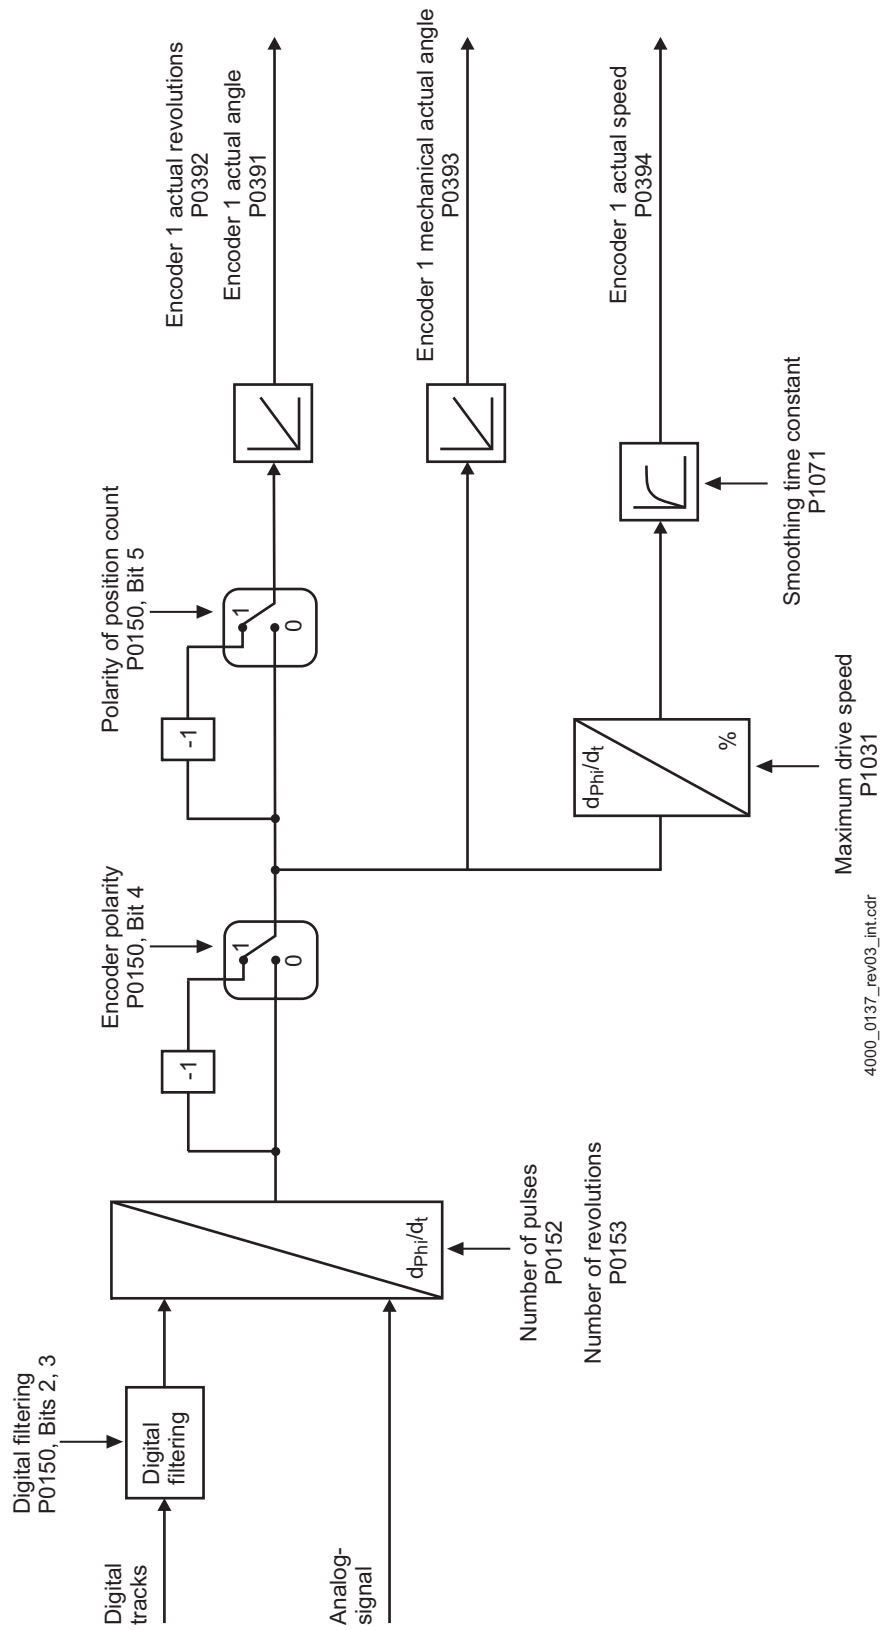 Digital
tracks
Analog-
signal
Digital filtering
P0150, Bits 2, 3
Digital
filtering
dPhi/dt
Number of pulses
P0152
Number of revolutions
P0153
-1
Encoder polarity
P0150, Bit 4
1
0
-1
Polarity of position count
P0150, Bit 5
1
0
Encoder 1 actual revolutions
P0392
Encoder 1 actual angle
P0391
Encoder 1 mechanical actual angle
P0393
dPhi/dt
%
Maximum drive speed
P1031
Smoothing time constant
P1071
Encoder 1 actual speed
P0394
4000_0137_rev03_int.cdr